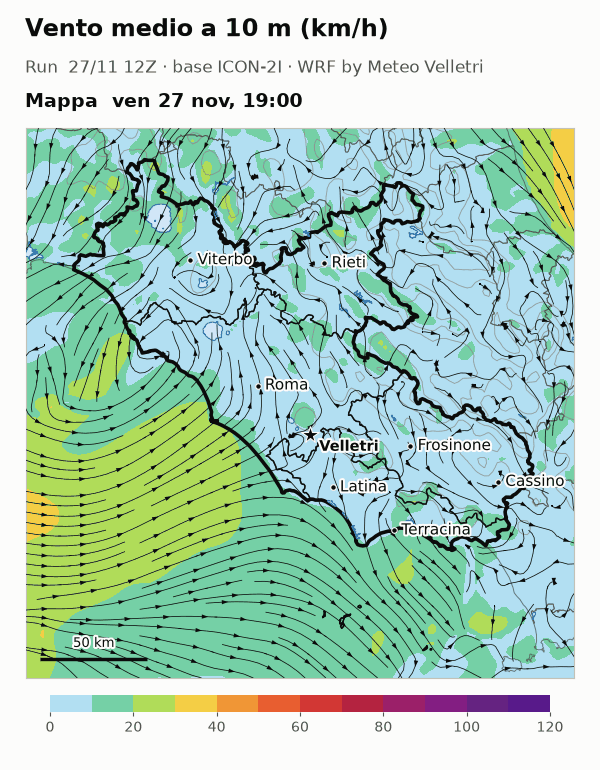 Vento medio a 10 m (km/h)
Run  27/11 12Z · base ICON-2I · WRF by Meteo Velletri
Mappa  ven 27 nov, 19:00
Viterbo
Rieti
Roma
Velletri
Frosinone
Cassino
Latina
Terracina
50 km
0 20 40 60 80 100 120